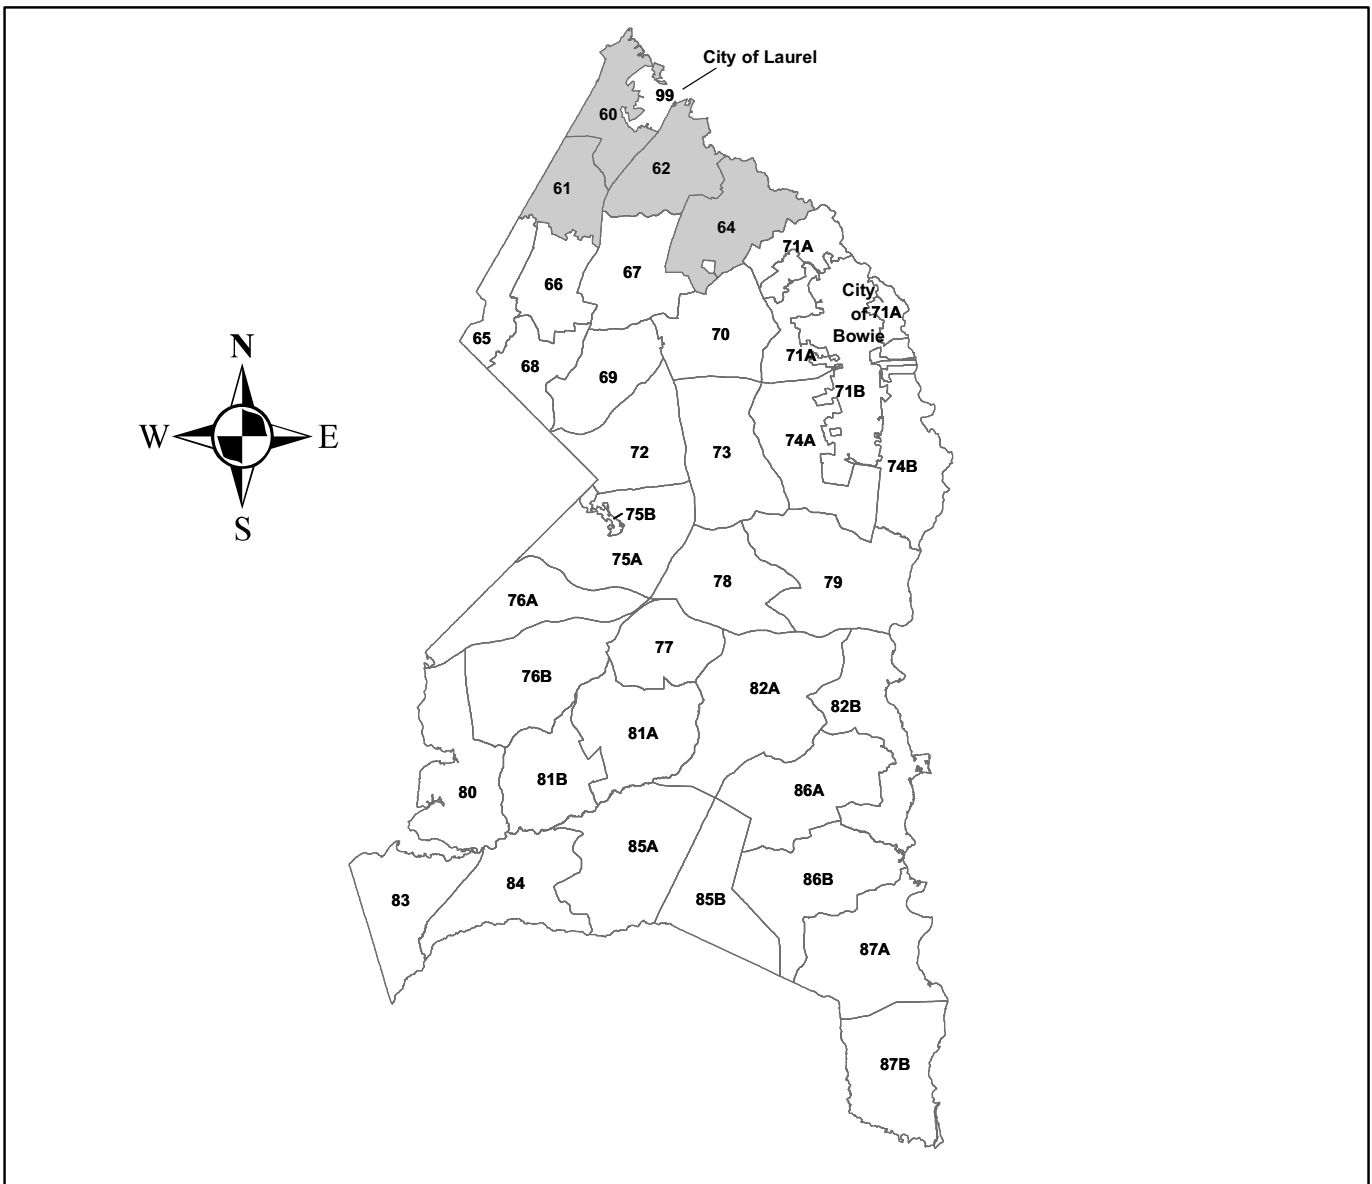 City of Laurel
99
60
62
61
64
71A
67
66
City
of
Bowie
71A
70
65
71A
68
69
71B
N
W
E
S
74A
72
73
74B
75B
75A
78
79
76A
77
76B
82A
82B
81A
81B
80
86A
85A
86B
84
85B
83
87A
87B